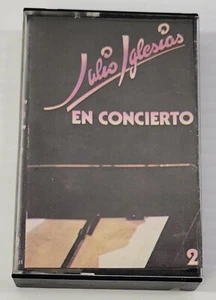 Julio Iglesias
EN CONCIERTO
2